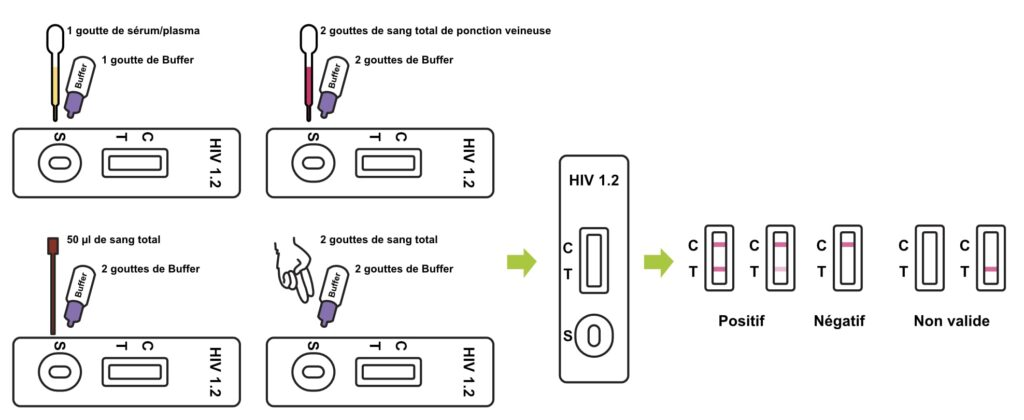 1 goutte de sérum/plasma
1 goutte de Buffer
Buffer
S T C HIV 1.2
2 gouttes de sang total de ponction veineuse
2 gouttes de Buffer
Buffer
S T C HIV 1.2
50 µl de sang total
2 gouttes de Buffer
Buffer
S T C HIV 1.2
2 gouttes de sang total
2 gouttes de Buffer
Buffer
S T C HIV 1.2
HIV 1.2
C
T
S
C C C C C
T T T T T
Positif Négatif Non valide